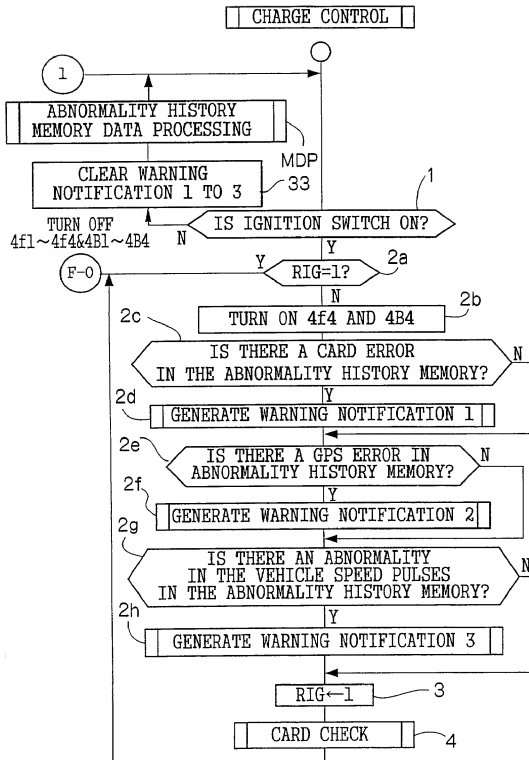 CHARGE CONTROL
1
ABNORMALITY HISTORY
MEMORY DATA PROCESSING
MDP
CLEAR WARNING
NOTIFICATION 1 TO 3
33
1
TURN OFF
4f1~f4&4B1~4B4
N
IS IGNITION SWITCH ON?
Y
2a
F-0
Y
RIG=1?
N
2b
TURN ON 4f4 AND 4B4
2c
IS THERE A CARD ERROR
IN THE ABNORMALITY HISTORY MEMORY?
N
Y
2d
GENERATE WARNING NOTIFICATION 1
2e
IS THERE A GPS ERROR IN
ABNORMALITY HISTORY MEMORY?
N
Y
2f
GENERATE WARNING NOTIFICATION 2
2g
IS THERE AN ABNORMALITY
IN THE VEHICLE SPEED PULSES
IN THE ABNORMALITY HISTORY MEMORY?
N
Y
2h
GENERATE WARNING NOTIFICATION 3
RIG←1
3
CARD CHECK
4